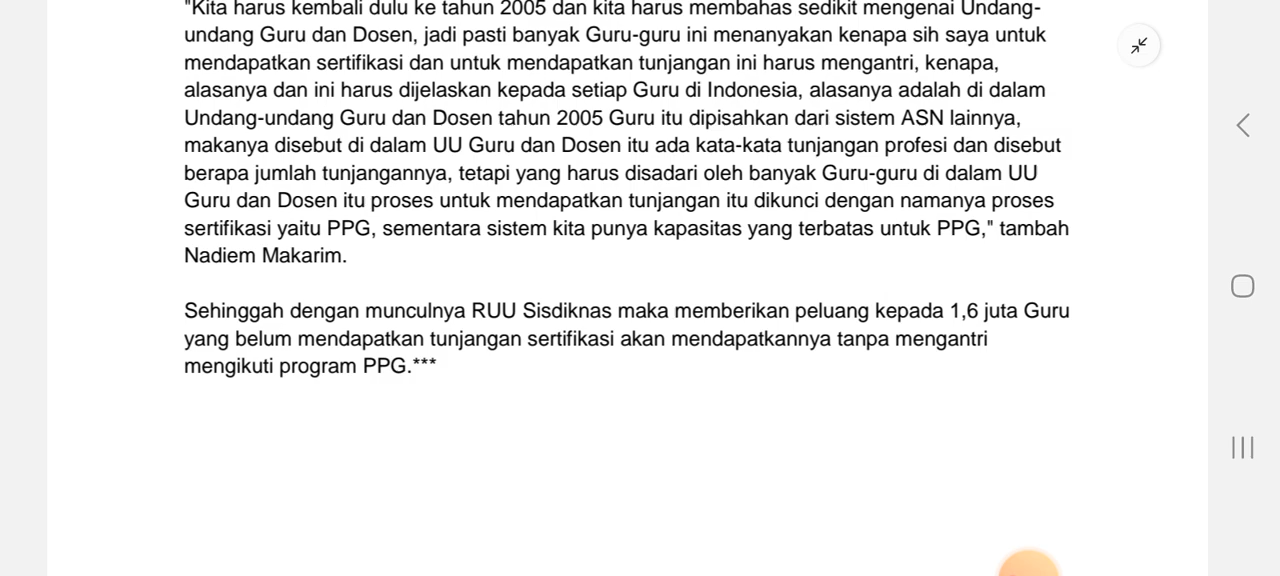 "Kita harus kembali dulu ke tahun 2005 dan kita harus membahas sedikit mengenai Undang-
undang Guru dan Dosen, jadi pasti banyak Guru-guru ini menanyakan kenapa sih saya untuk
mendapatkan sertifikasi dan untuk mendapatkan tunjangan ini harus mengantri, kenapa,
alasanya dan ini harus dijelaskan kepada setiap Guru di Indonesia, alasanya adalah di dalam
Undang-undang Guru dan Dosen tahun 2005 Guru itu dipisahkan dari sistem ASN lainnya,
makanya disebut di dalam UU Guru dan Dosen itu ada kata-kata tunjangan profesi dan disebut
berapa jumlah tunjangannya, tetapi yang harus disadari oleh banyak Guru-guru di dalam UU
Guru dan Dosen itu proses untuk mendapatkan tunjangan itu dikunci dengan namanya proses
sertifikasi yaitu PPG, sementara sistem kita punya kapasitas yang terbatas untuk PPG," tambah
Nadiem Makarim.
Sehinggah dengan munculnya RUU Sisdiknas maka memberikan peluang kepada 1,6 juta Guru
yang belum mendapatkan tunjangan sertifikasi akan mendapatkannya tanpa mengantri
mengikuti program PPG.***